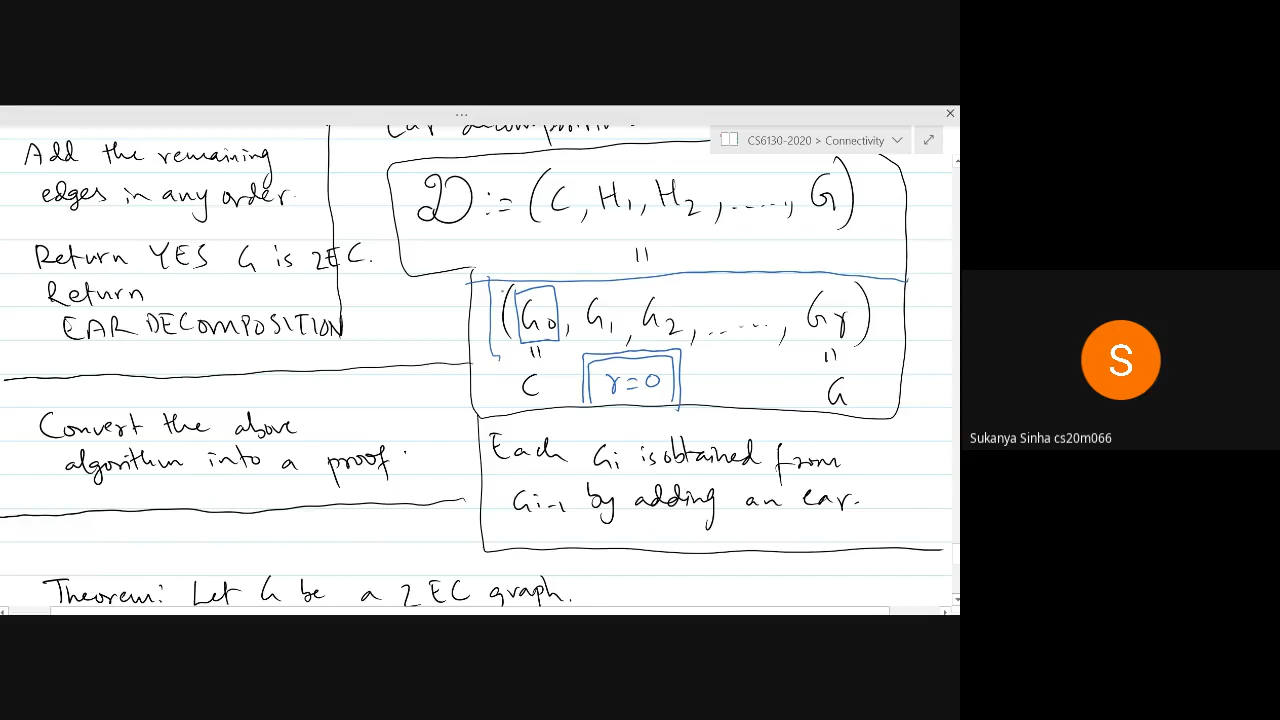 CS6130-2020 > Connectivity
Add the remaining
edges in any order.
Return YES G is 2EC.
Return
EAR DECOMPOSITION
Convert the above
algorithm into a proof.
D := (C, H1, H2, ....., G)
=
(G0, G1, G2, ......, Gr)
= =
C r=0 G
Each Gi is obtained from
Gi-1 by adding an ear.
Theorem: Let G be a 2EC graph.
S
Sukanya Sinha cs20m066